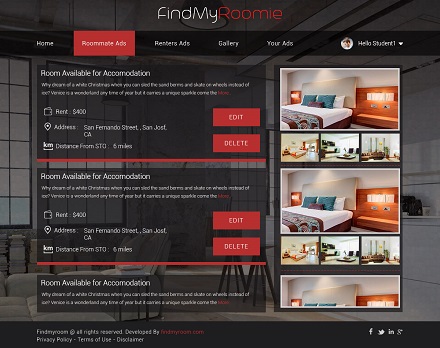 FindMyRoomie
Home
Roommate Ads
Renters Ads
Gallery
Your Ads
Hello Student1
Room Available for Accomodation
Why dream of a white Christmas when you can sled the sand berms and skate on wheels instead of
ice? Venice is a wonderland any time of year but it carries a unique sparkle come the More...
Rent : $400
Address : San Fernando Street, , San Josf,
CA
km Distance From STO : 6 miles
EDIT
DELETE
Room Available for Accomodation
Why dream of a white Christmas when you can sled the sand berms and skate on wheels instead of
ice? Venice is a wonderland any time of year but it carries a unique sparkle come the More...
Rent : $400
Address : San Fernando Street, , San Josf,
CA
km Distance From STO : 6 miles
EDIT
DELETE
Room Available for Accomodation
Why dream of a white Christmas when you can sled the sand berms and skate on wheels instead of
ice? Venice is a wonderland any time of year but it carries a unique sparkle come the More...
Findmyroom @ all rights reserved. Developed By findmyroom.com
Privacy Policy - Terms of Use - Disclaimer